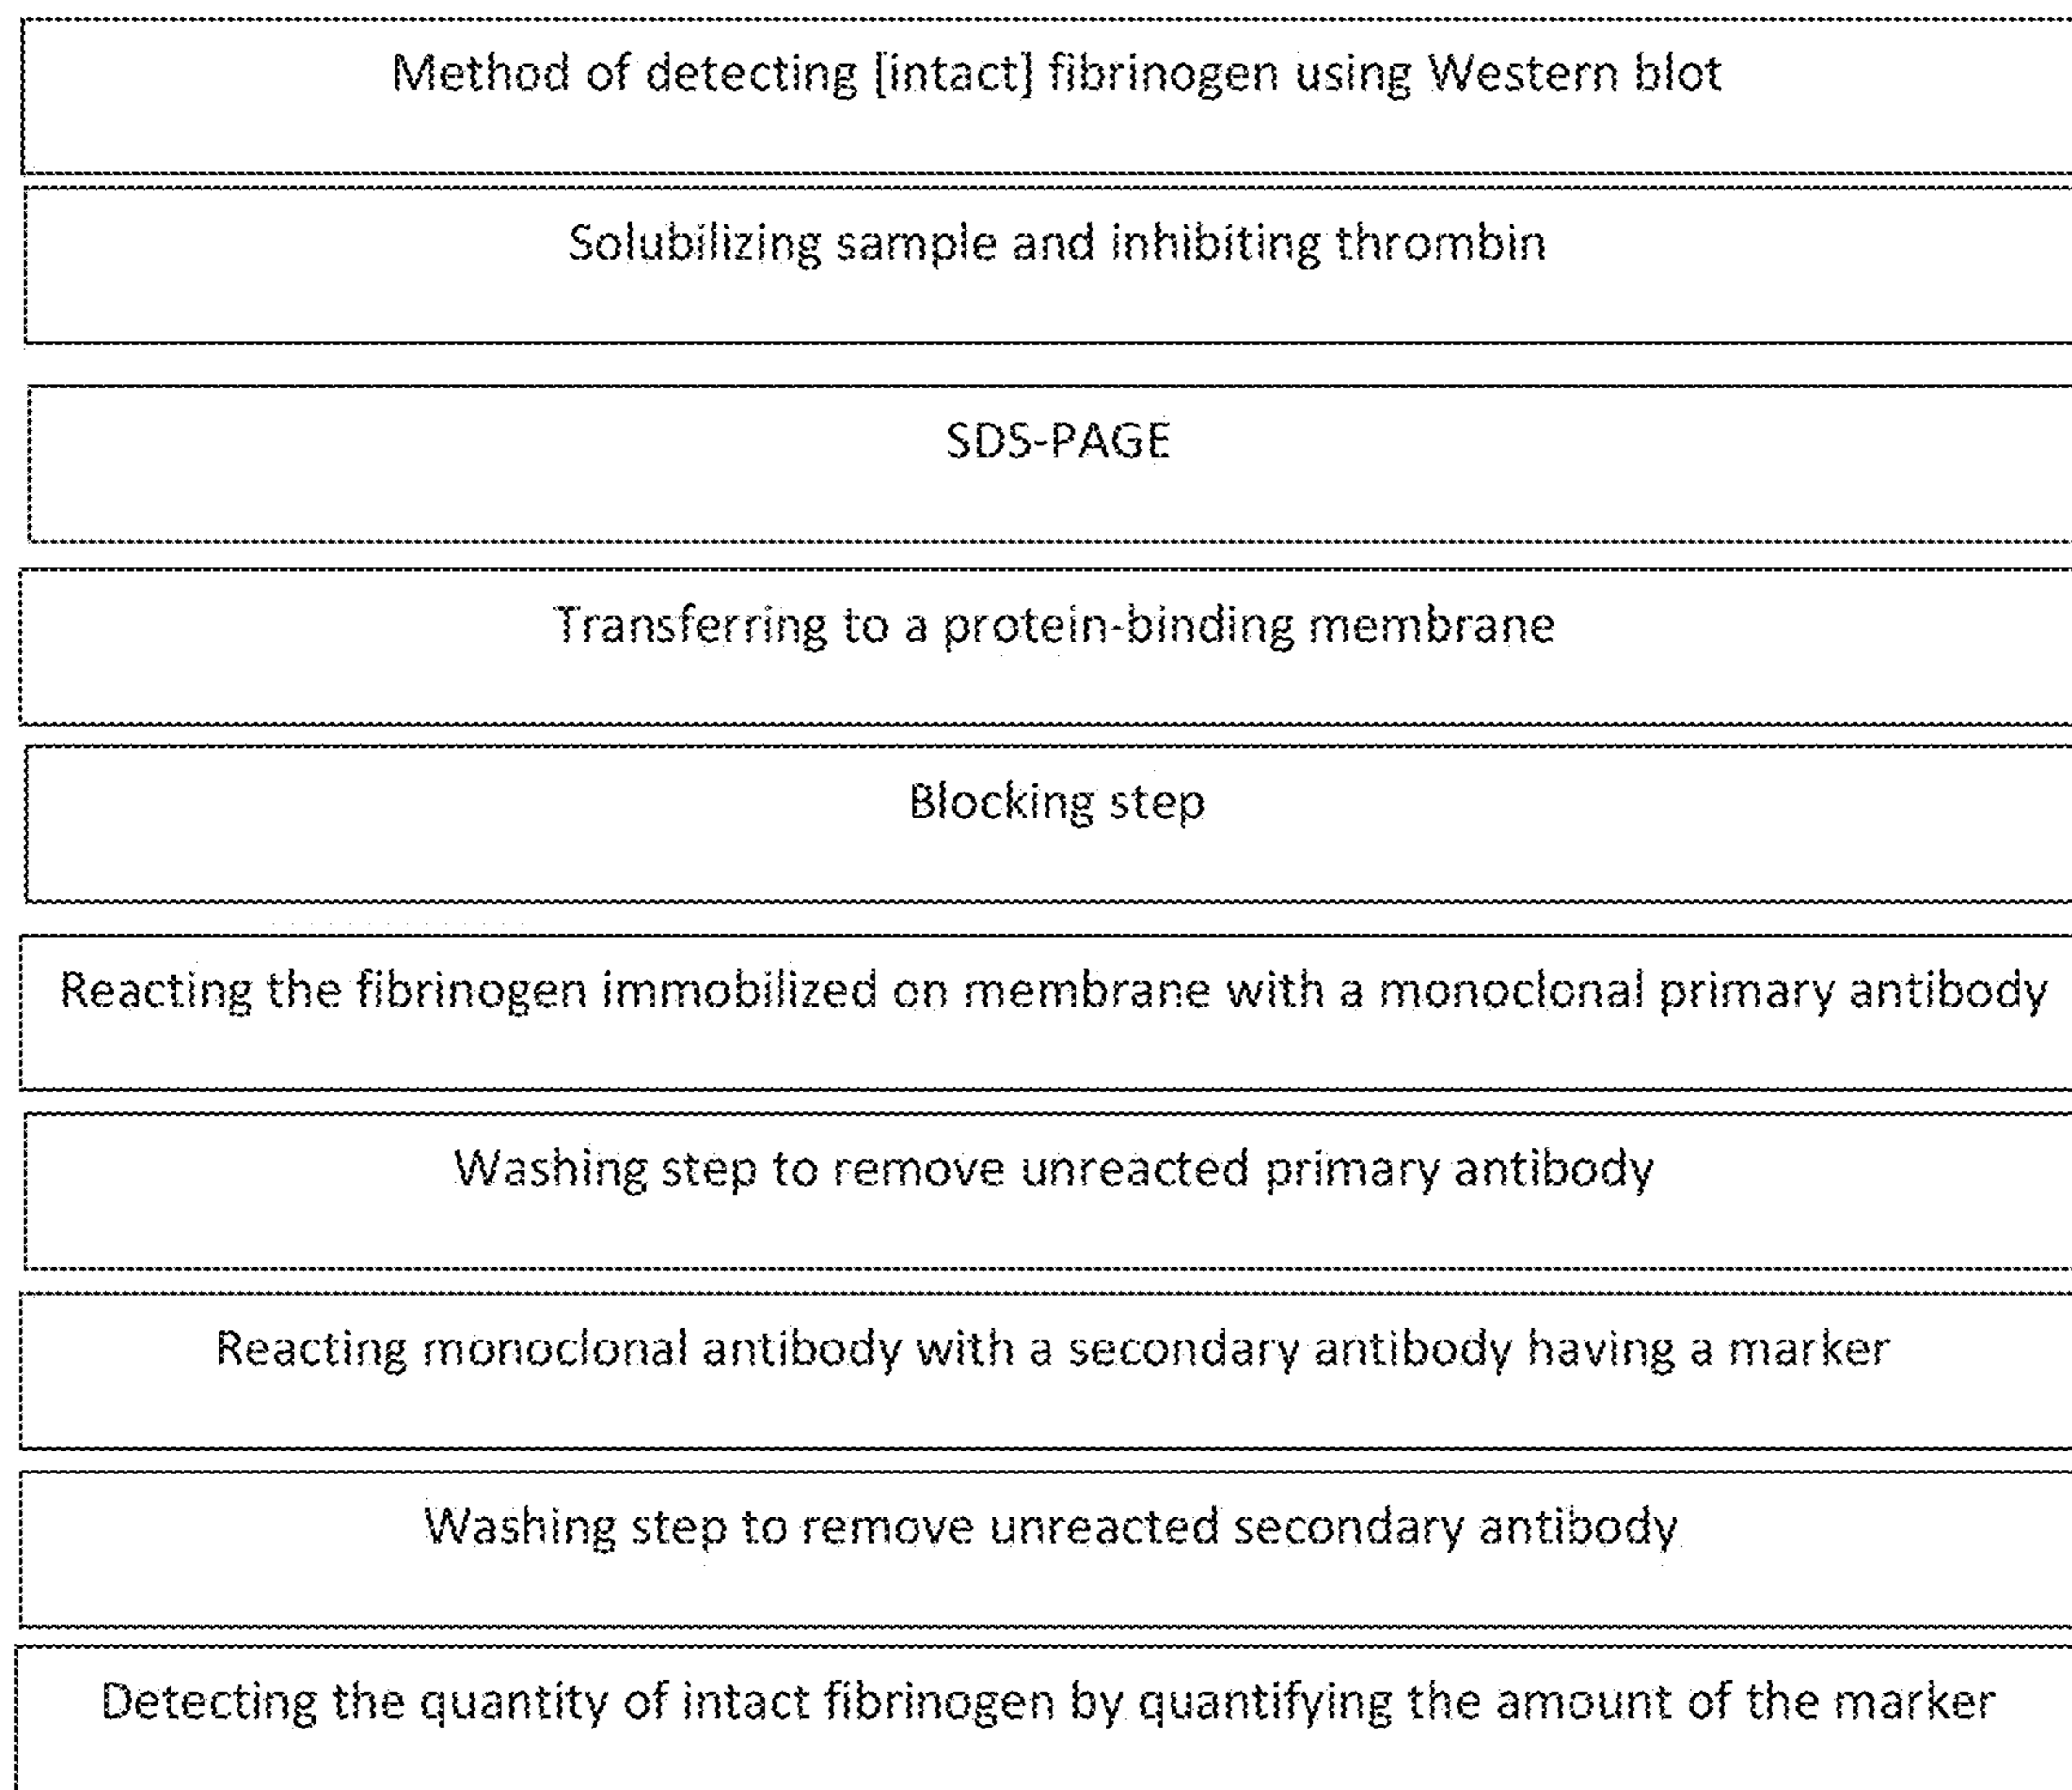 Method of detecting [intact] fibrinogen using Western blot
Solubilizing sample and inhibiting thrombin
SDS-PAGE
Transferring to a protein-binding membrane
Blocking step
Reacting the fibrinogen immobilized on membrane with a monoclonal primary antibody
Washing step to remove unreacted primary antibody
Reacting monoclonal antibody with a secondary antibody having a marker
Washing step to remove unreacted secondary antibody
Detecting the quantity of intact fibrinogen by quantifying the amount of the marker